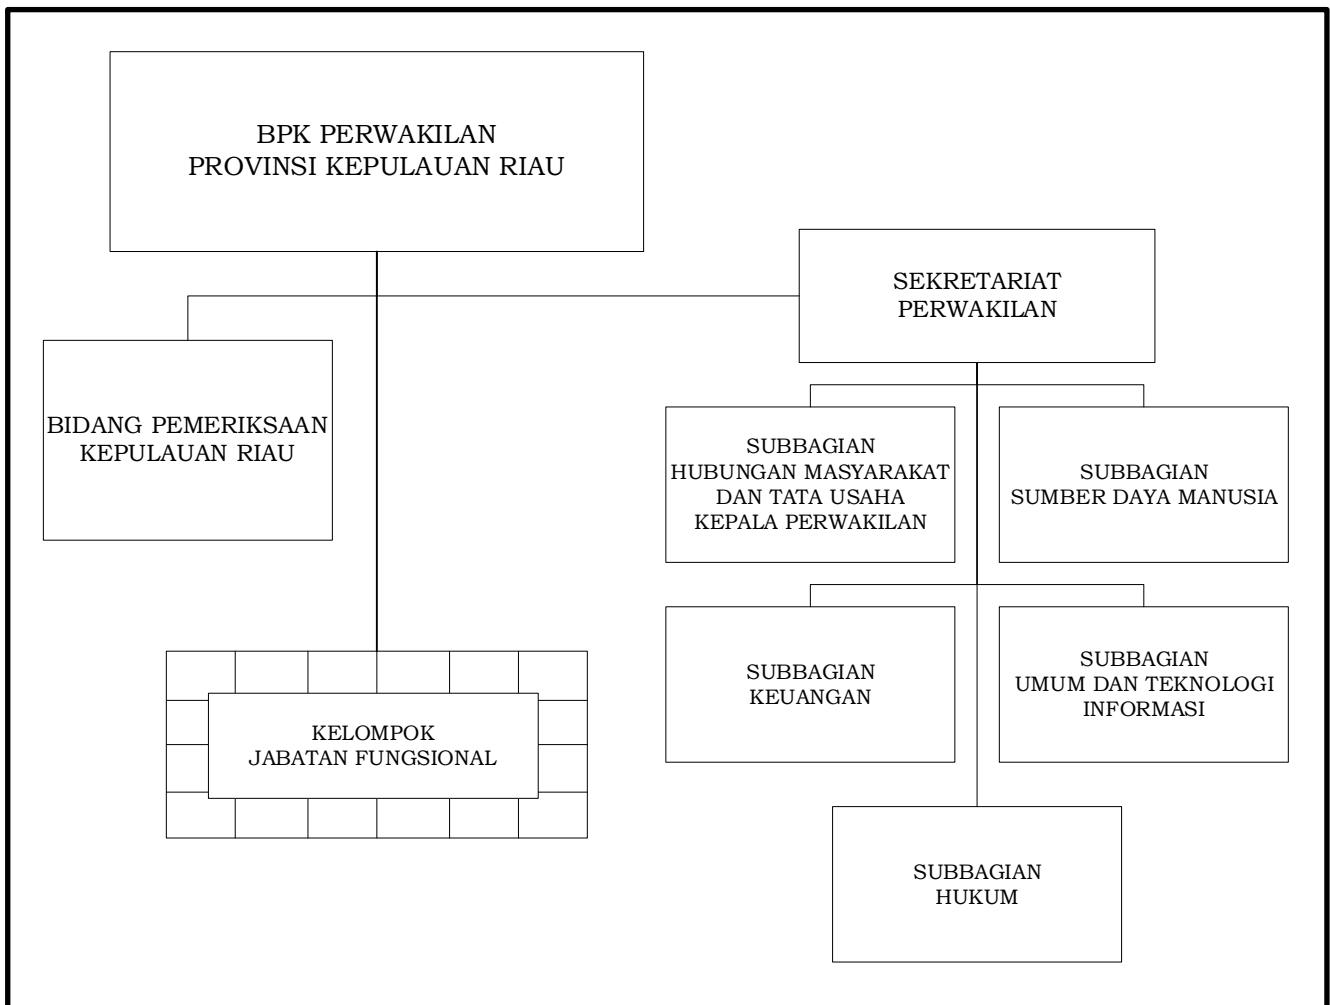 BPK PERWAKILAN
PROVINSI KEPULAUAN RIAU
SEKRETARIAT
PERWAKILAN
BIDANG PEMERIKSAAN
KEPULAUAN RIAU
SUBBAGIAN
HUBUNGAN MASYARAKAT
DAN TATA USAHA
KEPALA PERWAKILAN
SUBBAGIAN
SUMBER DAYA MANUSIA
SUBBAGIAN
KEUANGAN
SUBBAGIAN
UMUM DAN TEKNOLOGI
INFORMASI
KELOMPOK
JABATAN FUNGSIONAL
SUBBAGIAN
HUKUM